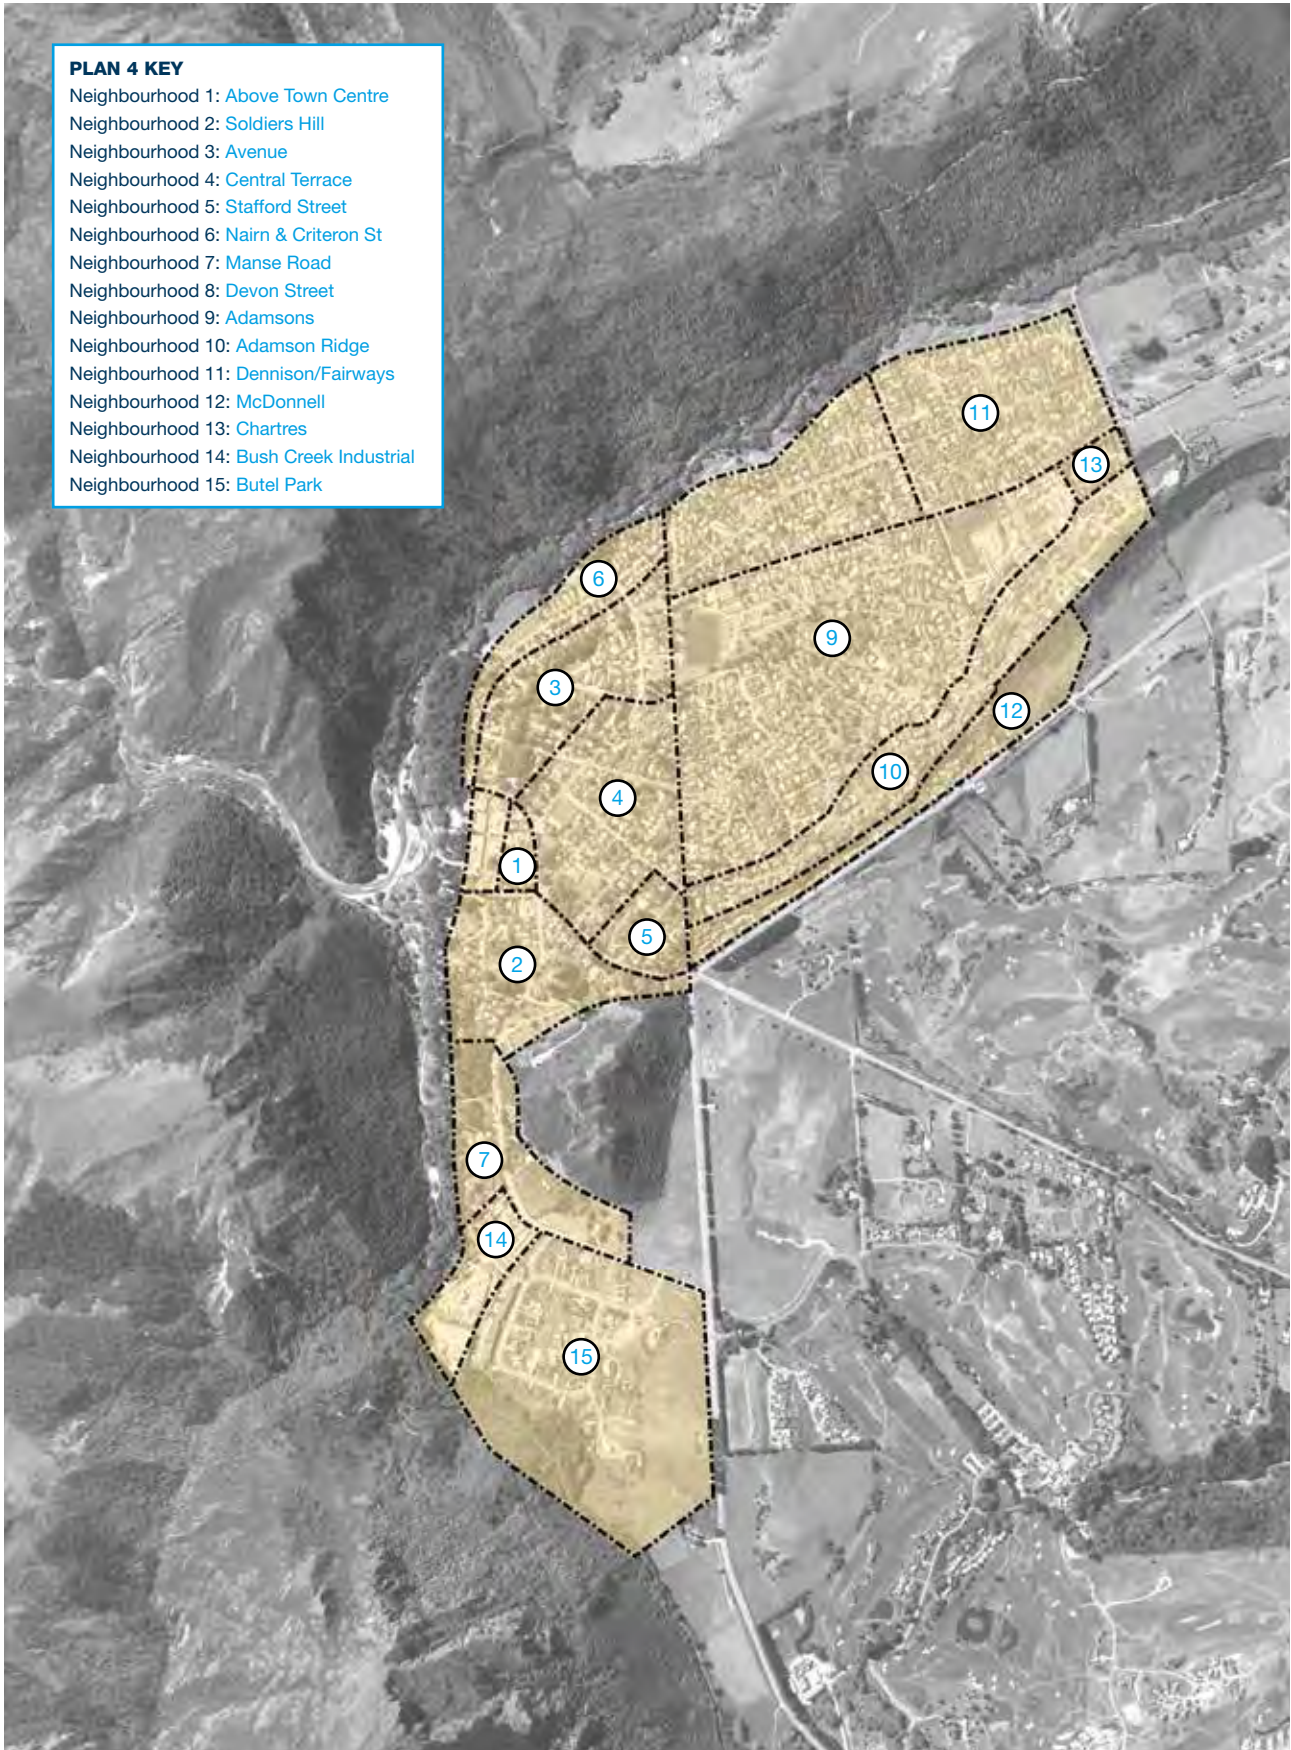 PLAN 4 KEY
Neighbourhood 1: Above Town Centre
Neighbourhood 2: Soldiers Hill
Neighbourhood 3: Avenue
Neighbourhood 4: Central Terrace
Neighbourhood 5: Stafford Street
Neighbourhood 6: Nairn & Criteron St
Neighbourhood 7: Manse Road
Neighbourhood 8: Devon Street
Neighbourhood 9: Adamsons
Neighbourhood 10: Adamson Ridge
Neighbourhood 11: Dennison/Fairways
Neighbourhood 12: McDonnell
Neighbourhood 13: Chartres
Neighbourhood 14: Bush Creek Industrial
Neighbourhood 15: Butel Park
11
13
6
9
3
12
10
4
1
5
2
7
14
15